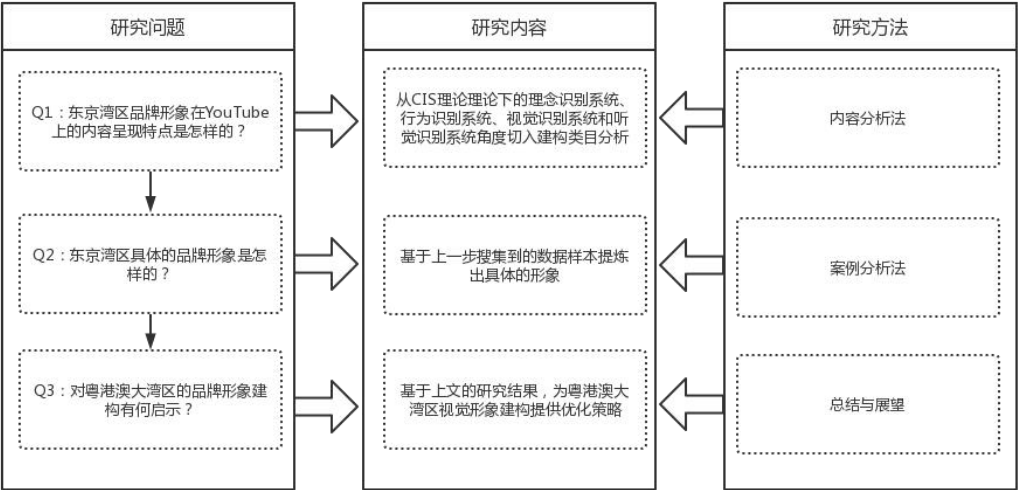 研究问题
Q1：东京湾区品牌形象在YouTube
上的内容呈现特点是怎样的？
Q2：东京湾区具体的品牌形象是怎
样的？
Q3：对粤港澳大湾区的品牌形象建
构有何启示？
研究内容
从CIS理论理论下的理念识别系统、
行为识别系统、视觉识别系统和听
觉识别系统角度切入建构类目分析
基于上一步搜集到的数据样本提炼
出具体的形象
基于上文的研究结果，为粤港澳大
湾区视觉形象建构提供优化策略
研究方法
内容分析法
案例分析法
总结与展望